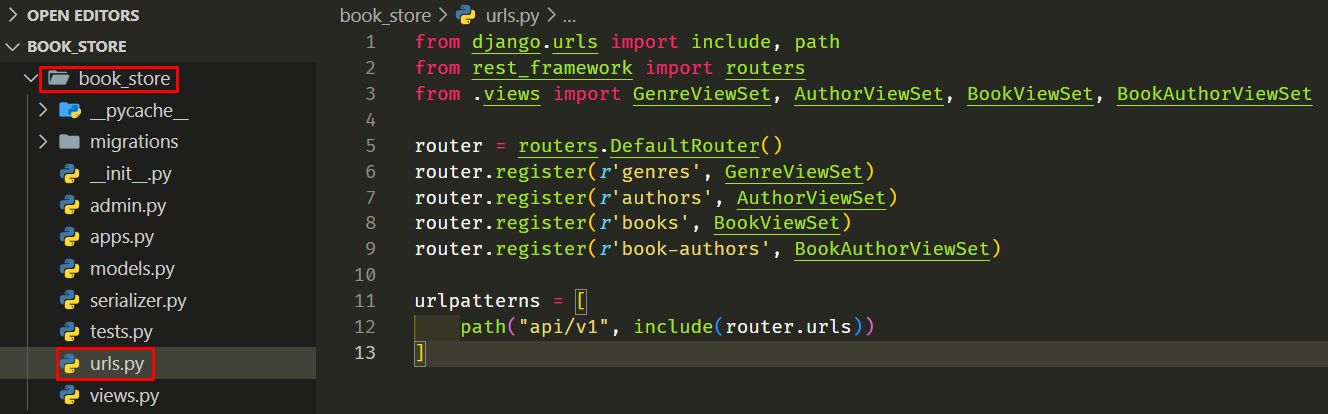 OPEN EDITORS
BOOK_STORE
book_store
__pycache__
migrations
__init__.py
admin.py
apps.py
models.py
serializer.py
tests.py
urls.py
views.py
book_store > urls.py > ...
1 from django.urls import include, path
2 from rest_framework import routers
3 from .views import GenreViewSet, AuthorViewSet, BookViewSet, BookAuthorViewSet
4
5 router = routers.DefaultRouter()
6 router.register(r'genres', GenreViewSet)
7 router.register(r'authors', AuthorViewSet)
8 router.register(r'books', BookViewSet)
9 router.register(r'book-authors', BookAuthorViewSet)
10
11 urlpatterns = [
12     path("api/v1", include(router.urls))
13 ]